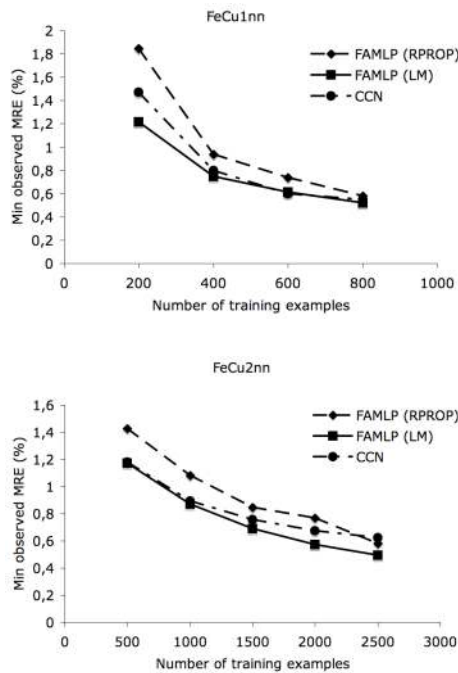 FeCu1nn
2
1,8
1,6
1,4
1,2
1
0,8
0,6
0,4
0,2
0
Min observed MRE (%)
FAMLP (RPROP)
FAMLP (LM)
CCN
0 200 400 600 800 1000
Number of training examples
FeCu2nn
1,6
1,4
1,2
1
0,8
0,6
0,4
0,2
0
Min observed MRE (%)
FAMLP (RPROP)
FAMLP (LM)
CCN
0 500 1000 1500 2000 2500 3000
Number of training examples